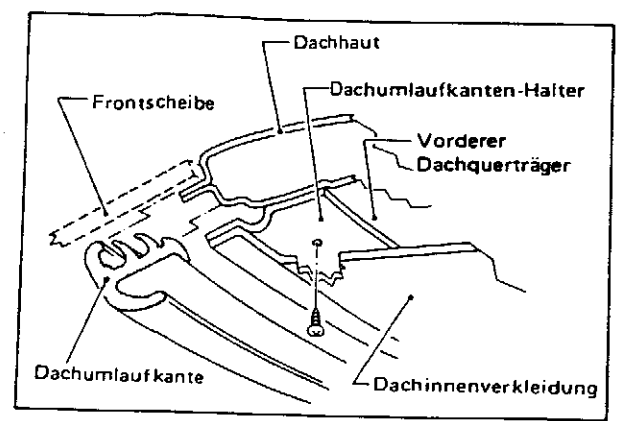 Dachhaut
Dachumlaufkanten-Halter
Frontscheibe
Vorderer
Dachquerträger
Dachumlaufkante
Dachinnenverkleidung